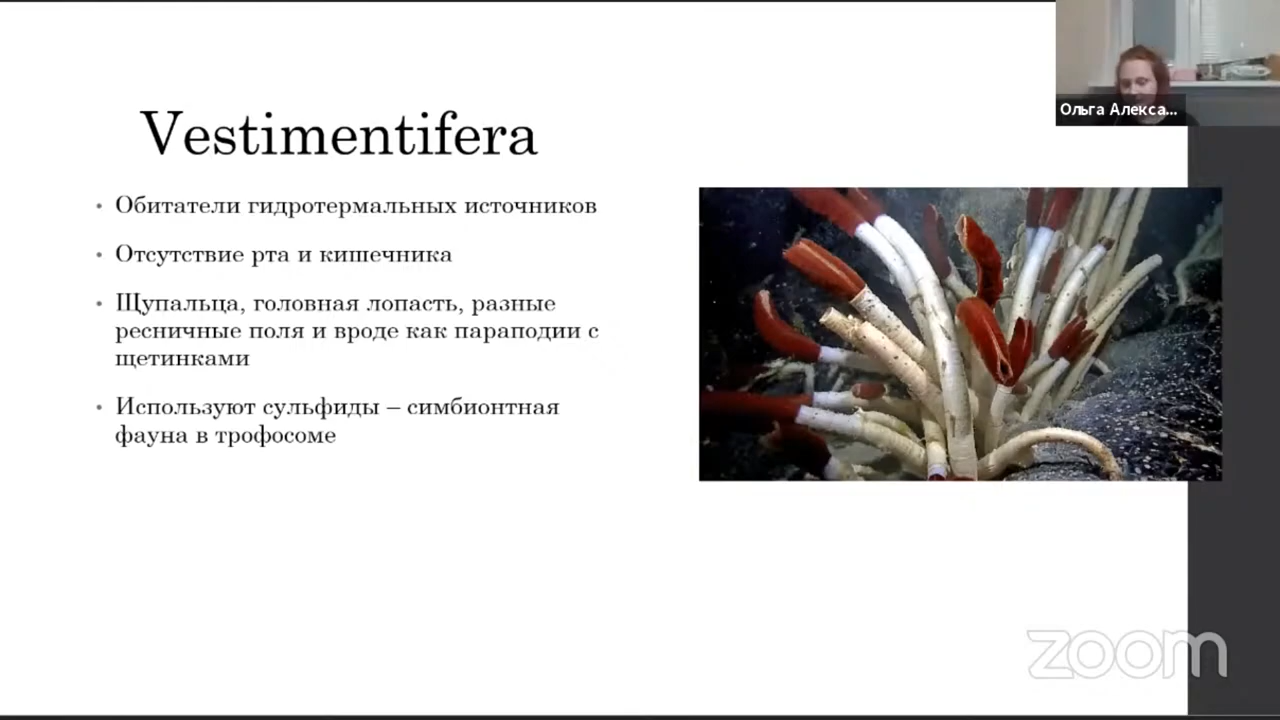 Vestimentifera
• Обитатели гидротермальных источников
• Отсутствие рта и кишечника
• Щупальца, головная лопасть, разные
ресничные поля и вроде как параподии с
щетинками
• Используют сульфиды – симбионтная
фауна в трофосоме
Ольга Алекса...
zoom